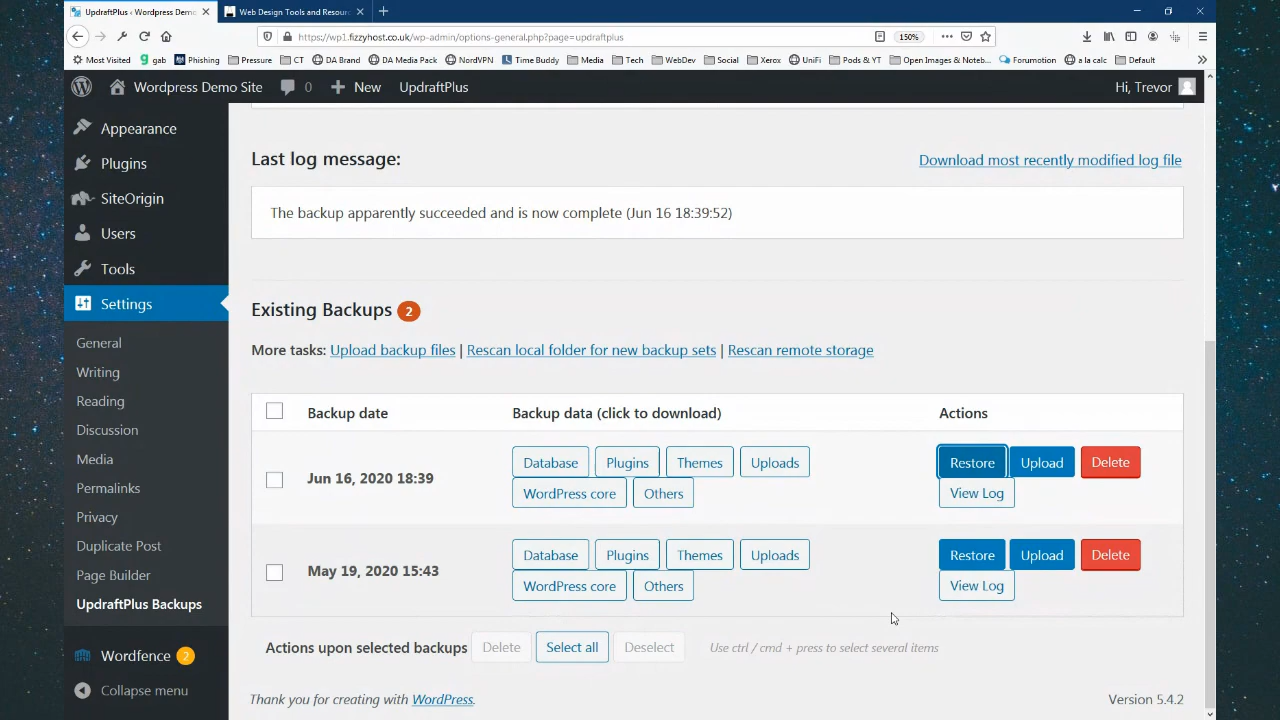 UpdraftPlus ‹ Wordpress Demo
Web Design Tools and Resour
https://wp1.fizzyhost.co.uk/wp-admin/options-general.php?page=updraftplus
150%
Most Visited
gab
Phishing
Pressure
CT
DA Brand
DA Media Pack
NordVPN
Time Buddy
Media
Tech
WebDev
Social
Xerox
UniFi
Pods & YT
Open Images & Noteb...
Forumotion
a la calc
Default
Wordpress Demo Site
0
New
UpdraftPlus
Hi, Trevor
Appearance
Plugins
SiteOrigin
Users
Tools
Settings
General
Writing
Reading
Discussion
Media
Permalinks
Privacy
Duplicate Post
Page Builder
UpdraftPlus Backups
Wordfence 2
Collapse menu
Last log message:
Download most recently modified log file
The backup apparently succeeded and is now complete (Jun 16 18:39:52)
Existing Backups 2
More tasks: Upload backup files | Rescan local folder for new backup sets | Rescan remote storage
Backup date Backup data (click to download) Actions
Jun 16, 2020 18:39
Database Plugins Themes Uploads
WordPress core Others
Restore Upload Delete
View Log
May 19, 2020 15:43
Database Plugins Themes Uploads
WordPress core Others
Restore Upload Delete
View Log
Actions upon selected backups Delete Select all Deselect Use ctrl / cmd + press to select several items
Thank you for creating with WordPress.
Version 5.4.2